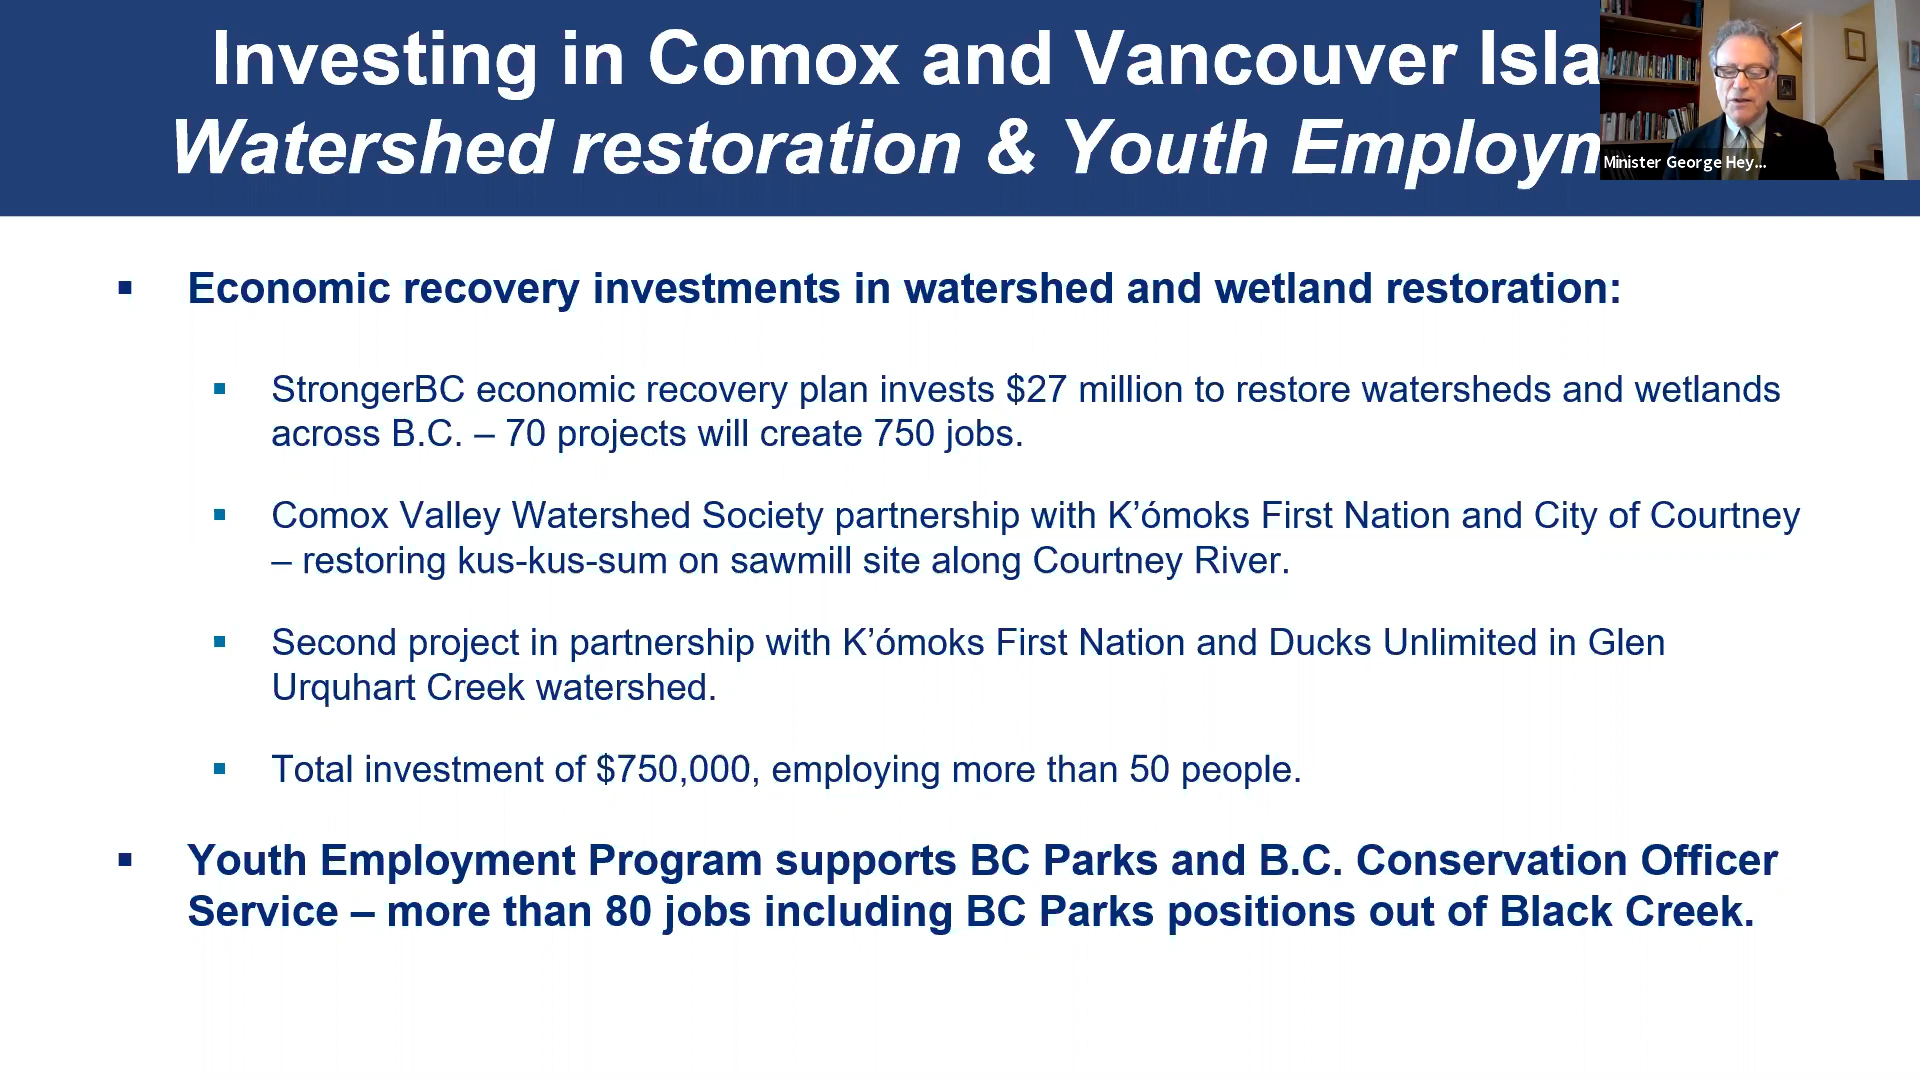 Investing in Comox and Vancouver Isla
Watershed restoration & Youth Employm
Minister George Hey...
▪ Economic recovery investments in watershed and wetland restoration:
▪ StrongerBC economic recovery plan invests $27 million to restore watersheds and wetlands
across B.C. – 70 projects will create 750 jobs.
▪ Comox Valley Watershed Society partnership with K’ómoks First Nation and City of Courtney
– restoring kus-kus-sum on sawmill site along Courtney River.
▪ Second project in partnership with K’ómoks First Nation and Ducks Unlimited in Glen
Urquhart Creek watershed.
▪ Total investment of $750,000, employing more than 50 people.
▪ Youth Employment Program supports BC Parks and B.C. Conservation Officer
Service – more than 80 jobs including BC Parks positions out of Black Creek.